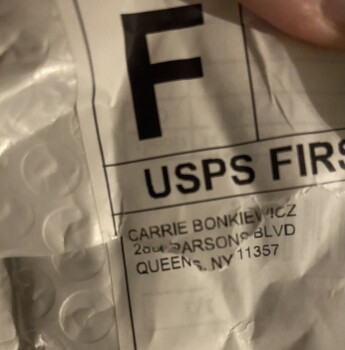 F
USPS FIRS
CARRIE BONKIEWICZ
PARSONS BLVD
QUEENS, NY 11357